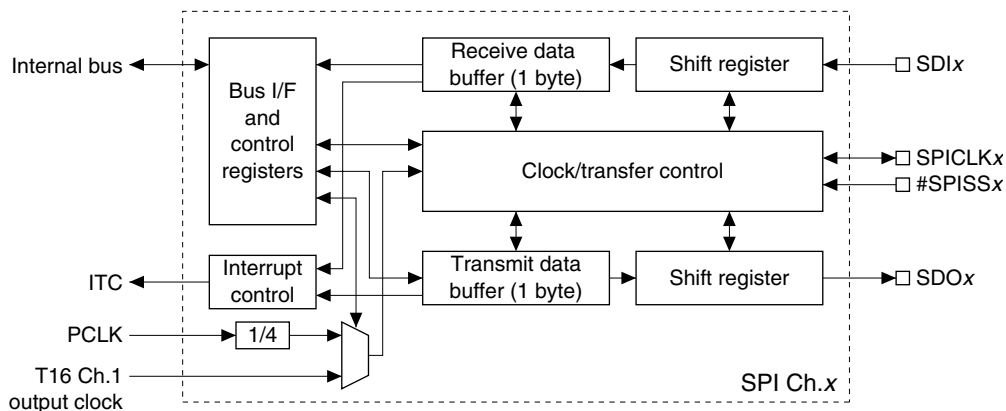 Internal bus
Bus I/F
and
control
registers
Receive data
buffer (1 byte)
Shift register
SDIx
Clock/transfer control
SPICLKx
#SPISSx
ITC
Interrupt
control
Transmit data
buffer (1 byte)
Shift register
SDOx
PCLK
1/4
T16 Ch.1
output clock
SPI Ch.x